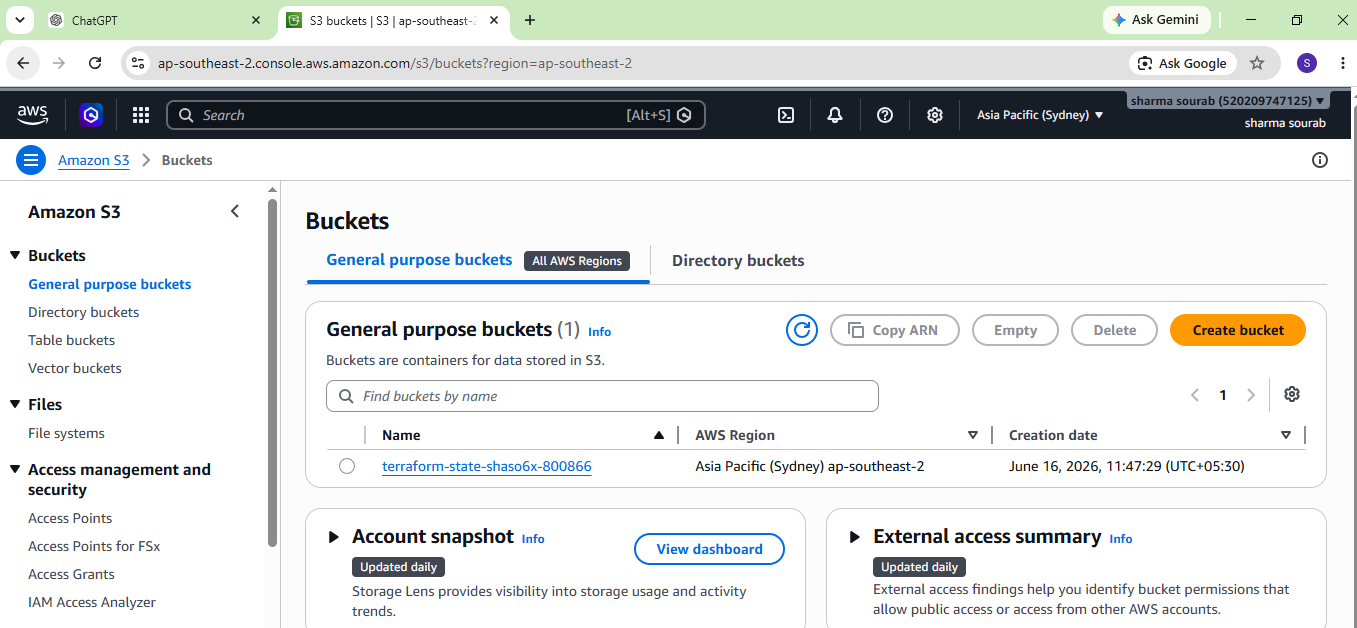 ChatGPT
S3 buckets | S3 | ap-southeast-2
Ask Gemini
ap-southeast-2.console.aws.amazon.com/s3/buckets?region=ap-southeast-2
Ask Google
S
aws
Search
[Alt+S]
Asia Pacific (Sydney)
sharma sourab (520209747125)
sharma sourab
Amazon S3
Buckets
Amazon S3
Buckets
General purpose buckets
Directory buckets
Table buckets
Vector buckets
Files
File systems
Access management and
security
Access Points
Access Points for FSx
Access Grants
IAM Access Analyzer
Buckets
General purpose buckets
All AWS Regions
Directory buckets
General purpose buckets (1) Info
Copy ARN
Empty
Delete
Create bucket
Buckets are containers for data stored in S3.
Find buckets by name
1
Name
AWS Region
Creation date
terraform-state-shaso6x-800866
Asia Pacific (Sydney) ap-southeast-2
June 16, 2026, 11:47:29 (UTC+05:30)
Account snapshot Info
View dashboard
Updated daily
Storage Lens provides visibility into storage usage and activity
trends.
External access summary Info
Updated daily
External access findings help you identify bucket permissions that
allow public access or access from other AWS accounts.